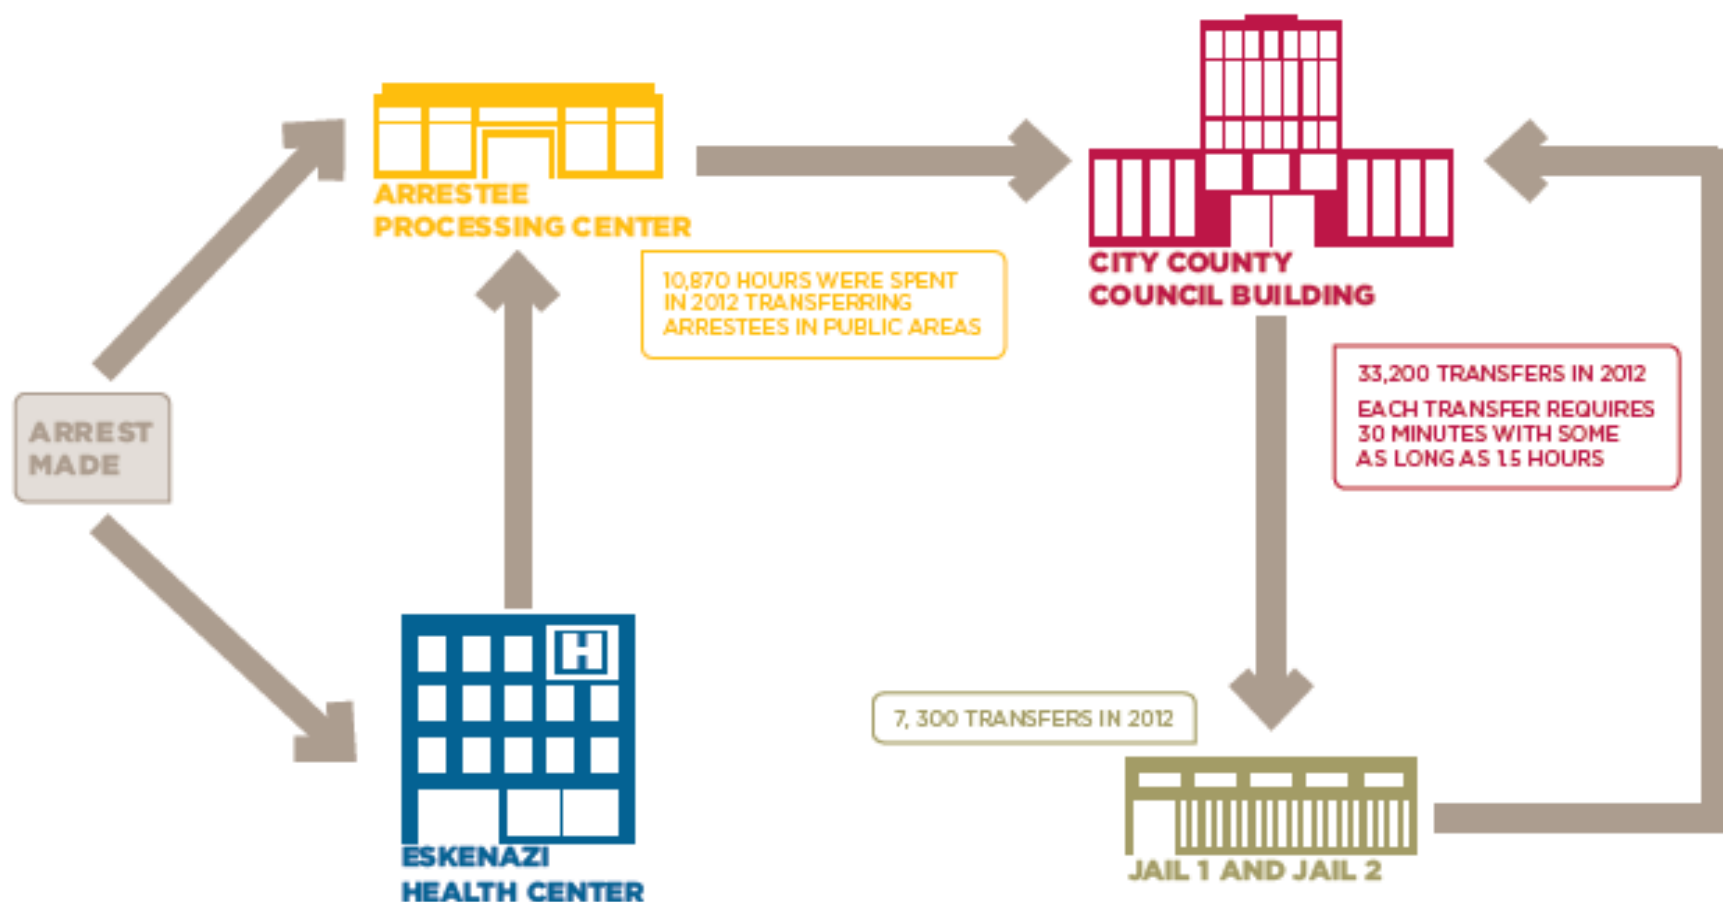 ARRESTEE
PROCESSING CENTER
10,870 HOURS WERE SPENT
IN 2012 TRANSFERRING
ARRESTEES IN PUBLIC AREAS
CITY COUNTY
COUNCIL BUILDING
33,200 TRANSFERS IN 2012
EACH TRANSFER REQUIRES
30 MINUTES WITH SOME
AS LONG AS 1.5 HOURS
ARREST
MADE
H
ESKENAZI
HEALTH CENTER
7, 300 TRANSFERS IN 2012
JAIL 1 AND JAIL 2